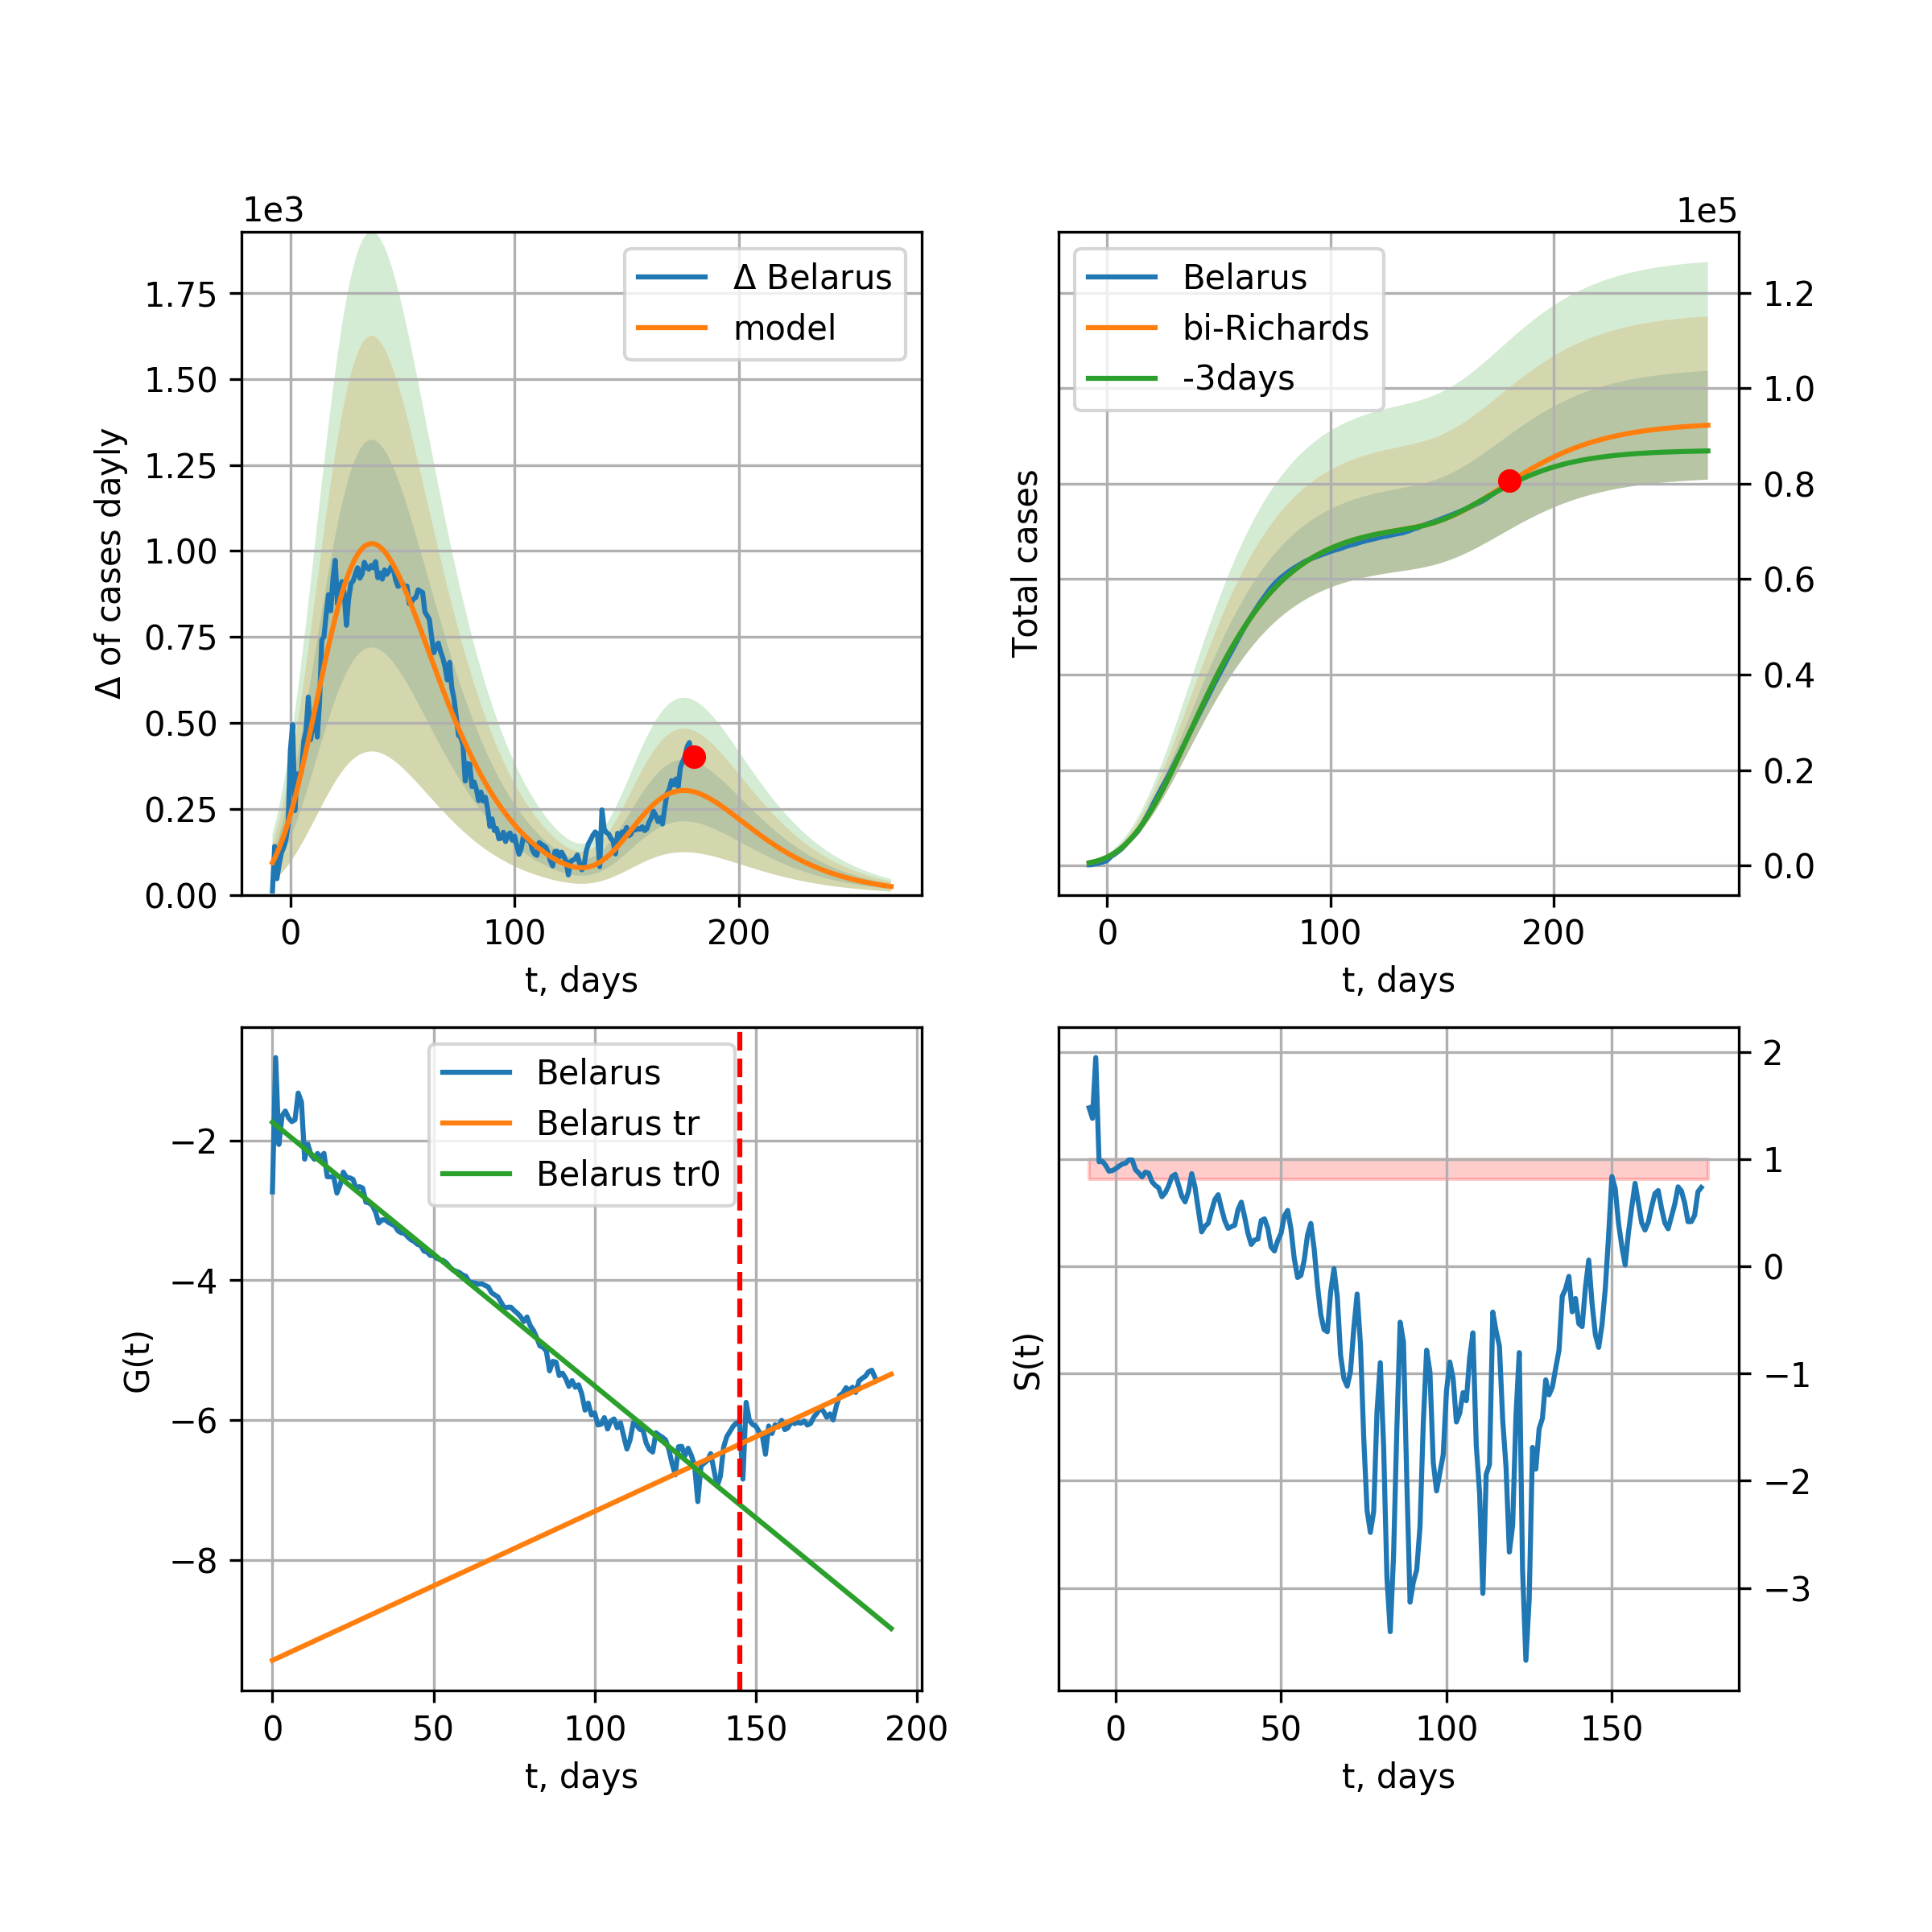 1e3
Δ of cases dayly
1.75
1.50
1.25
1.00
0.75
0.50
0.25
0.00
Δ Belarus
model
0
100
200
t, days
1e5
Total cases
Belarus
bi-Richards
-3days
1.2
1.0
0.8
0.6
0.4
0.2
0.0
0
100
200
t, days
G(t)
−2
−4
−6
−8
Belarus
Belarus tr
Belarus tr0
0
50
100
150
200
t, days
S(t)
2
1
0
−1
−2
−3
0
50
100
150
t, days